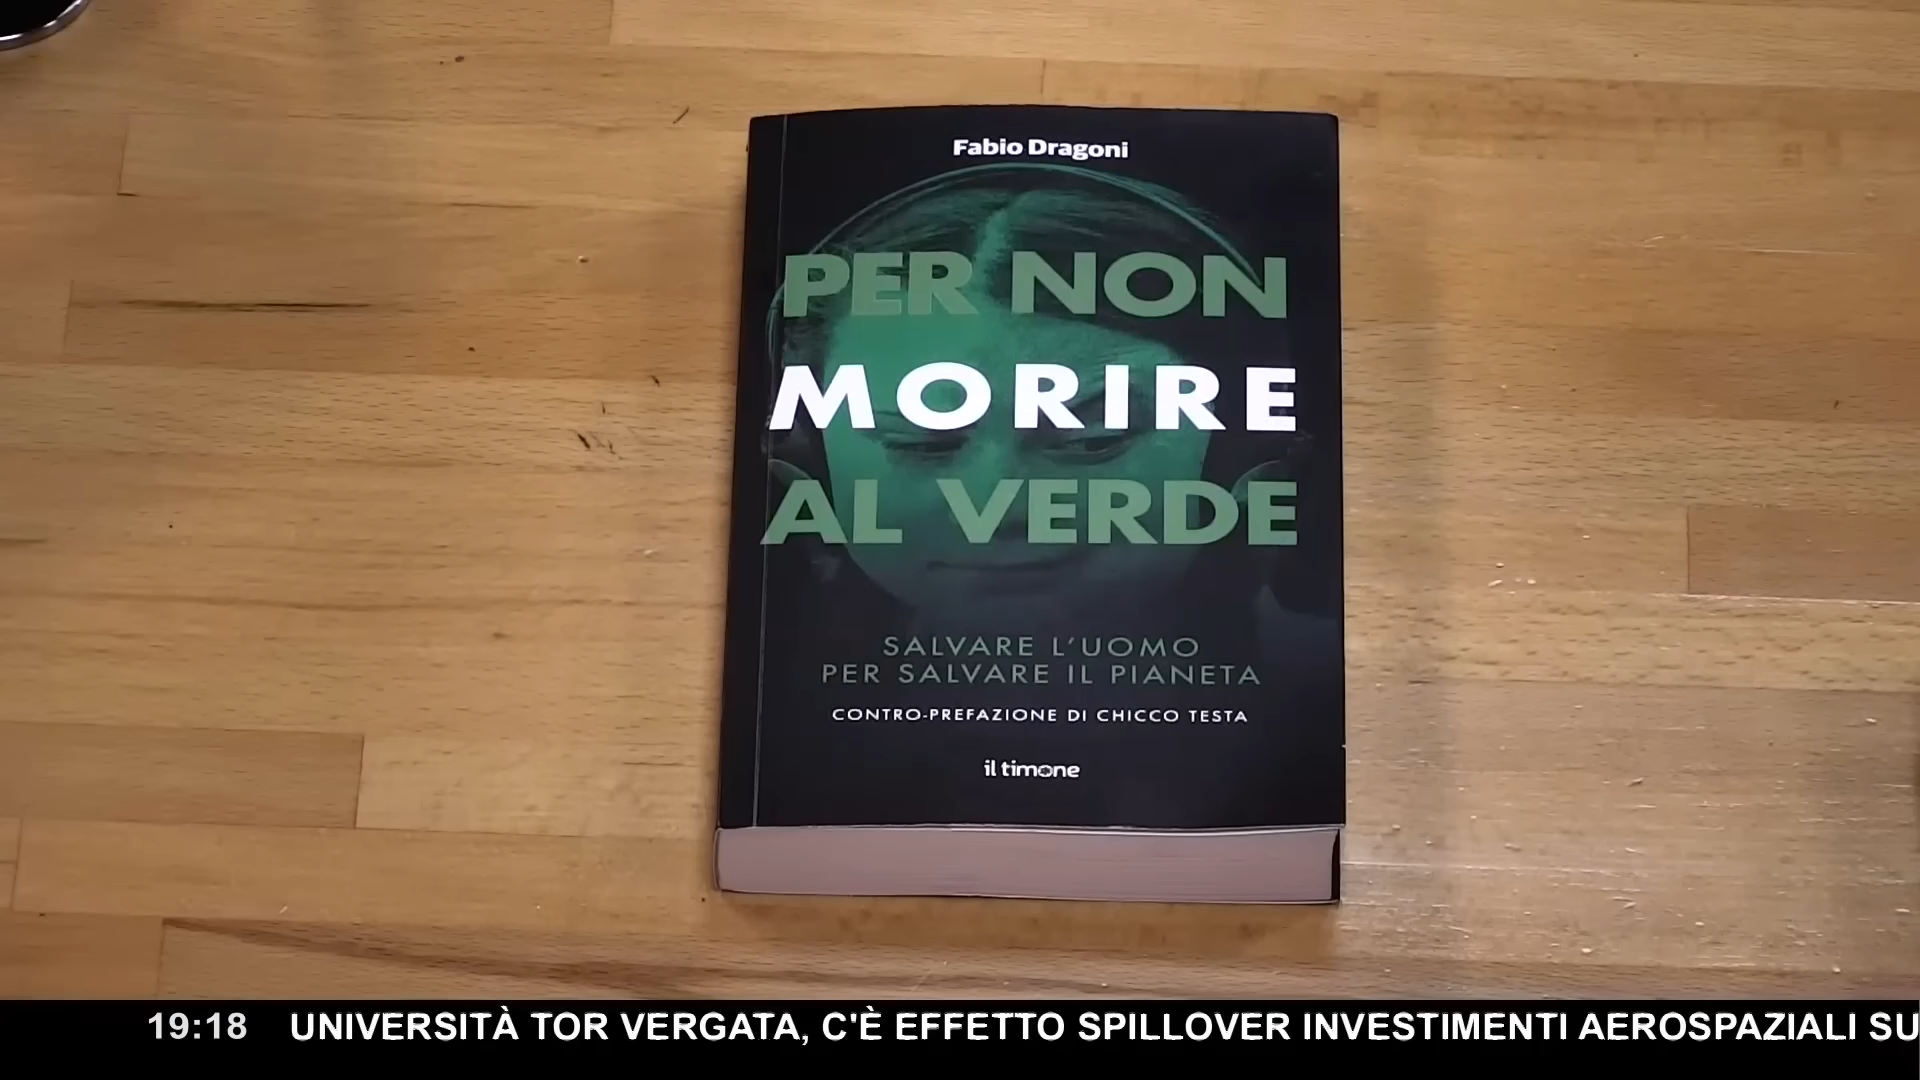 Fabio Dragoni
PER NON
MORIRE
AL VERDE
SALVARE L'UOMO
PER SALVARE IL PIANETA
CONTRO-PREFAZIONE DI CHICCO TESTA
il timone
19:18 UNIVERSITÀ TOR VERGATA, C'È EFFETTO SPILLOVER INVESTIMENTI AEROSPAZIALI SU